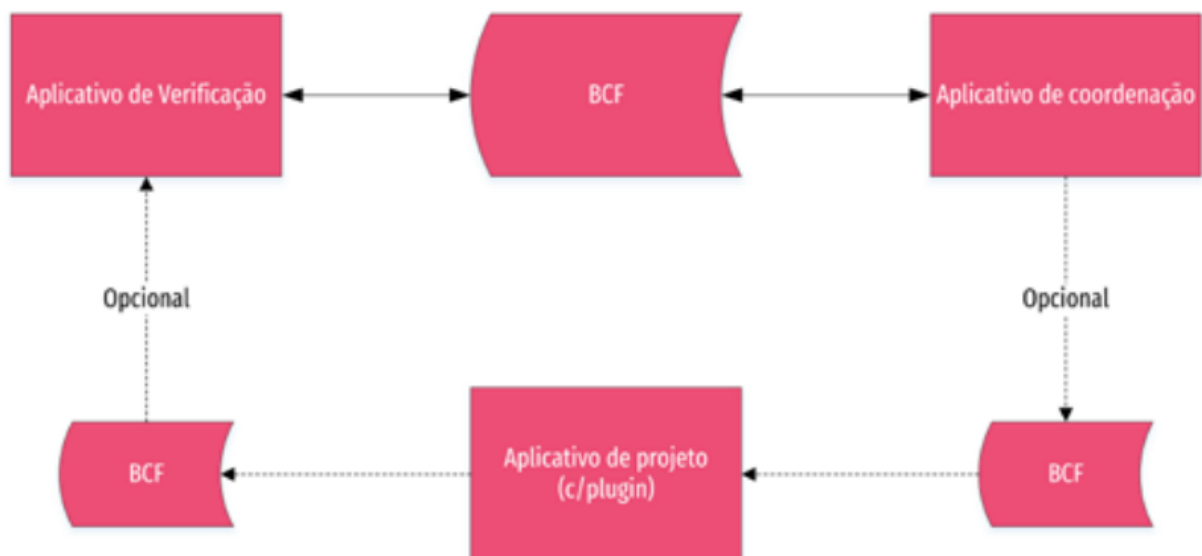 Aplicativo de Verificação
BCF
Aplicativo de coordenação
Opcional
Opcional
BCF
Aplicativo de projeto
(c/plugin)
BCF